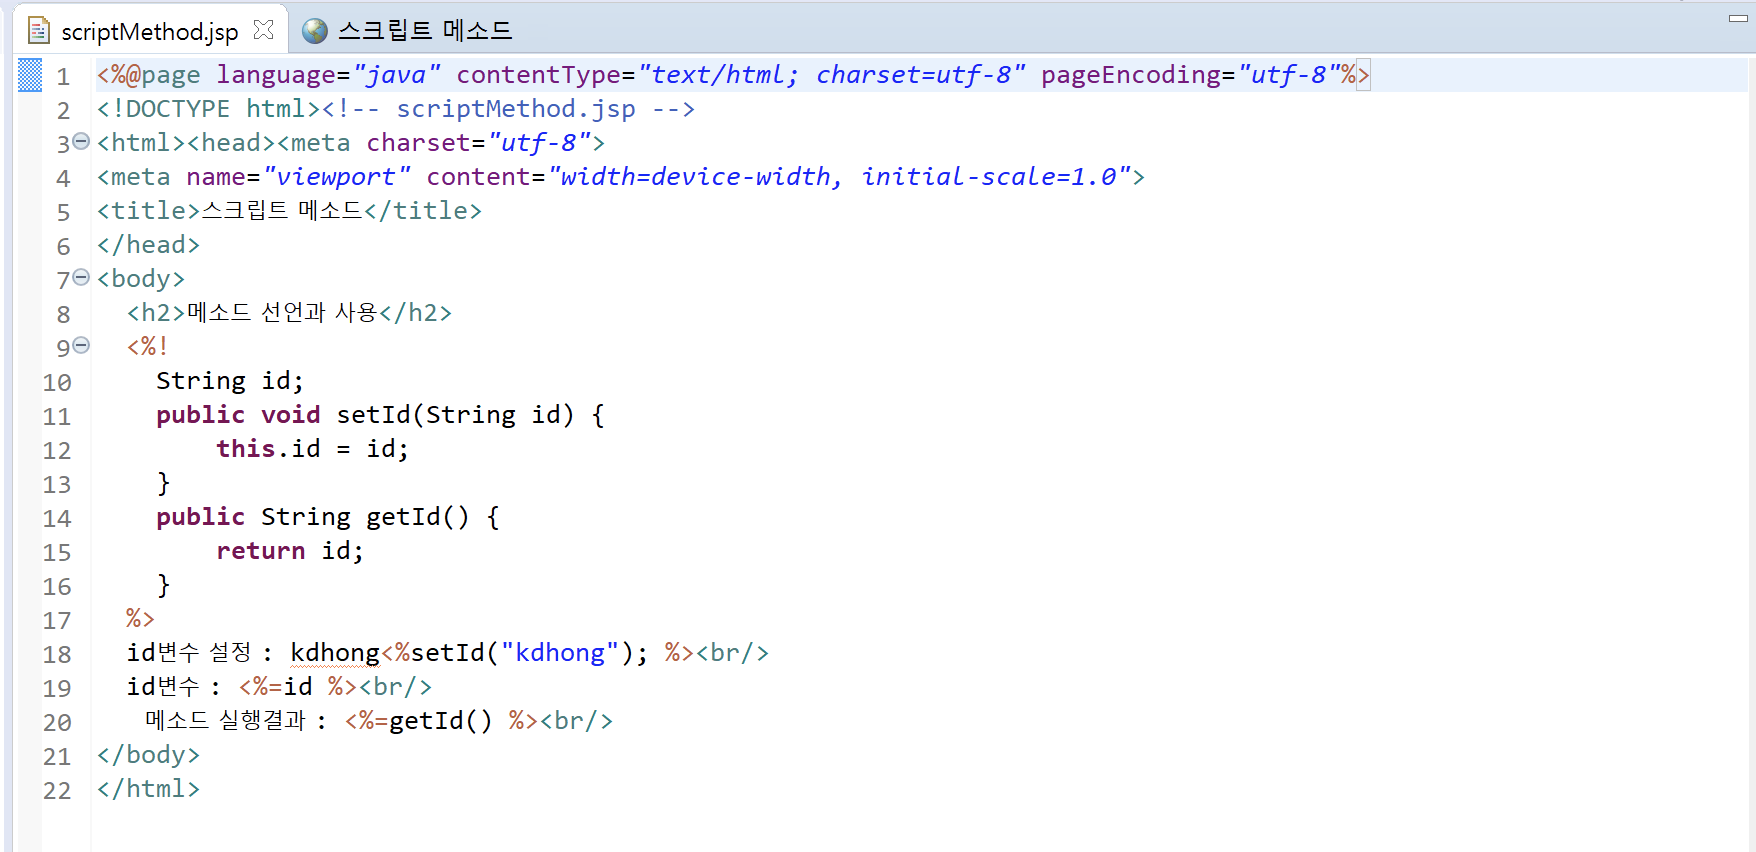 scriptMethod.jsp 스크립트 메소드
1 <%@page language="java" contentType="text/html; charset=utf-8" pageEncoding="utf-8"%>
2 <!DOCTYPE html><!-- scriptMethod.jsp -->
3 <html><head><meta charset="utf-8">
4 <meta name="viewport" content="width=device-width, initial-scale=1.0">
5 <title>스크립트 메소드</title>
6 </head>
7 <body>
8   <h2>메소드 선언과 사용</h2>
9   <%!
10     String id;
11     public void setId(String id) {
12         this.id = id;
13     }
14     public String getId() {
15         return id;
16     }
17   %>
18   id변수 설정 : kdhong<%setId("kdhong"); %><br/>
19   id변수 : <%=id %><br/>
20    메소드 실행결과 : <%=getId() %><br/>
21 </body>
22 </html>